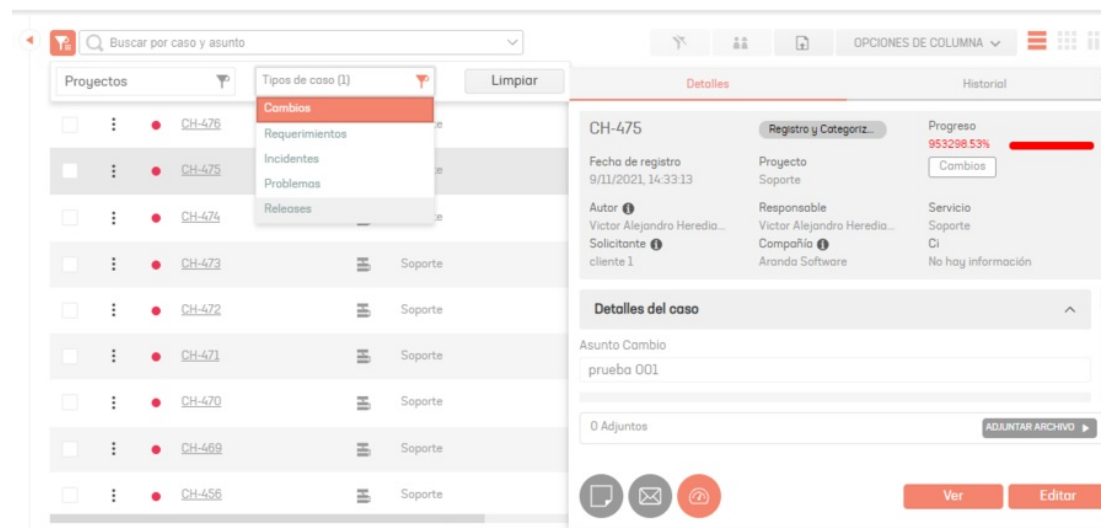 Buscar por caso y asunto
OPCIONES DE COLUMNA
Proyectos
Tipos de caso (1)
Limpiar
Cambios
Requerimientos
Incidentes
Problemas
Releases
CH-476
CH-475
CH-474
CH-473 Soporte
CH-472 Soporte
CH-471 Soporte
CH-470 Soporte
CH-469 Soporte
CH-456 Soporte
Detalles Historial
CH-475 Registro y Categoriz... Progreso
953298.53%
Fecha de registro Proyecto Cambios
9/11/2021, 14:33:13 Soporte
Autor Responsable Servicio
Victor Alejandro Heredia... Victor Alejandro Heredia... Soporte
Solicitante Compañía Ci
cliente 1 Aranda Software No hay información
Detalles del caso
Asunto Cambio
prueba 001
0 Adjuntos ADJUNTAR ARCHIVO
Ver Editar